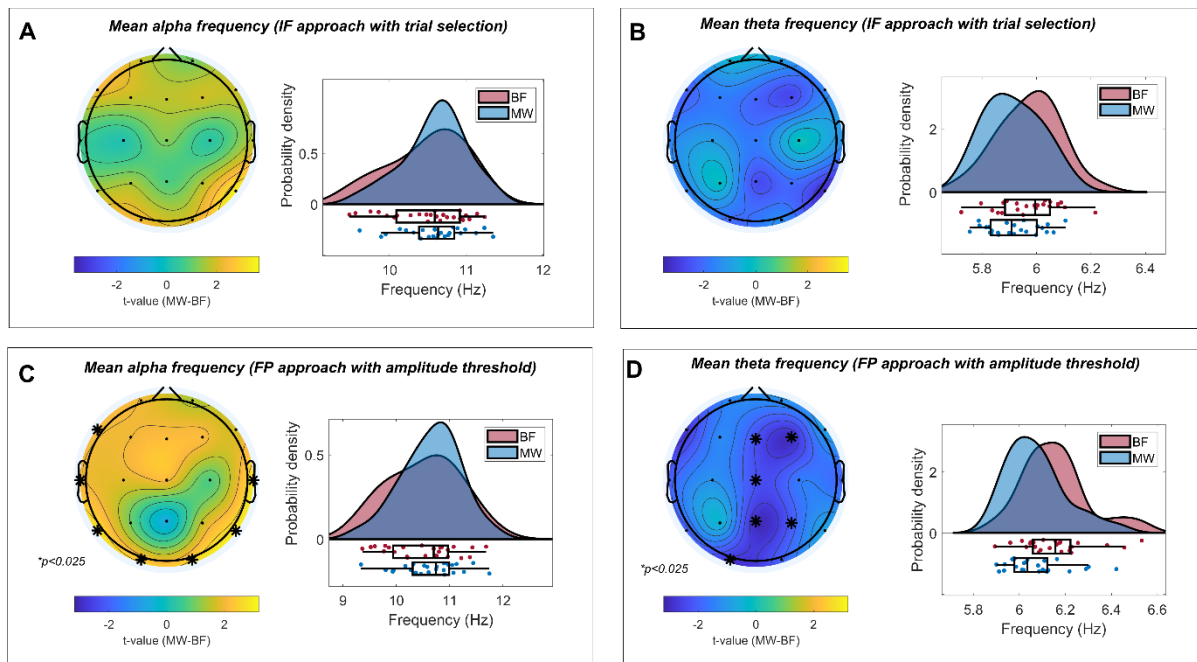 A
Mean alpha frequency (IF approach with trial selection)
Probability density
0.5
0
BF
MW
10
11
12
Frequency (Hz)
-2
0
2
t-value (MW-BF)
B
Mean theta frequency (IF approach with trial selection)
Probability density
2
0
BF
MW
5.8
6
6.2
6.4
Frequency (Hz)
-2
0
2
t-value (MW-BF)
C
Mean alpha frequency (FP approach with amplitude threshold)
Probability density
0.5
0
BF
MW
*p<0.025
9
10
11
12
Frequency (Hz)
-2
0
2
t-value (MW-BF)
D
Mean theta frequency (FP approach with amplitude threshold)
Probability density
2
0
BF
MW
*p<0.025
5.8
6
6.2
6.4
6.6
Frequency (Hz)
-2
0
2
t-value (MW-BF)